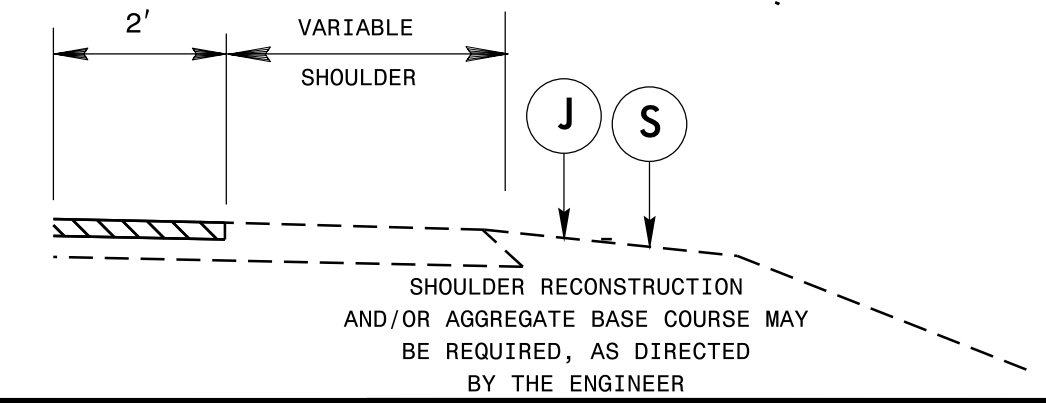 2'
VARIABLE
SHOULDER
J
S
SHOULDER RECONSTRUCTION
AND/OR AGGREGATE BASE COURSE MAY
BE REQUIRED, AS DIRECTED
BY THE ENGINEER